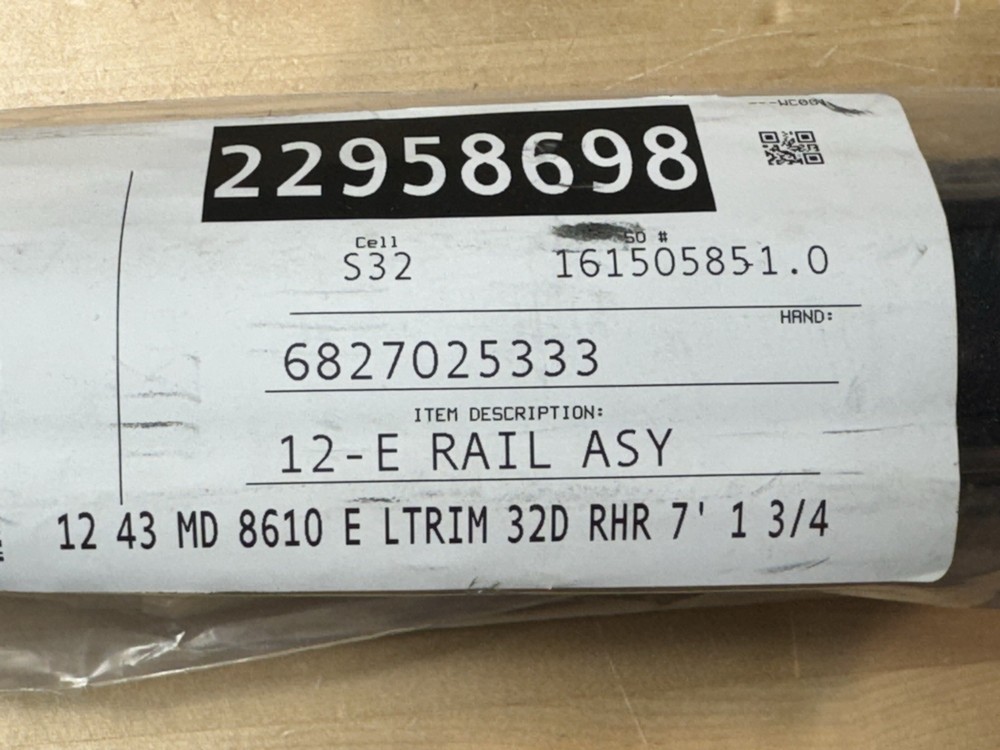 ---WC001
22958698
Cell
S32
SO #
161505851.0
HAND:
6827025333
ITEM DESCRIPTION:
12-E RAIL ASY
12 43 MD 8610 E LTRIM 32D RHR 7' 1 3/4